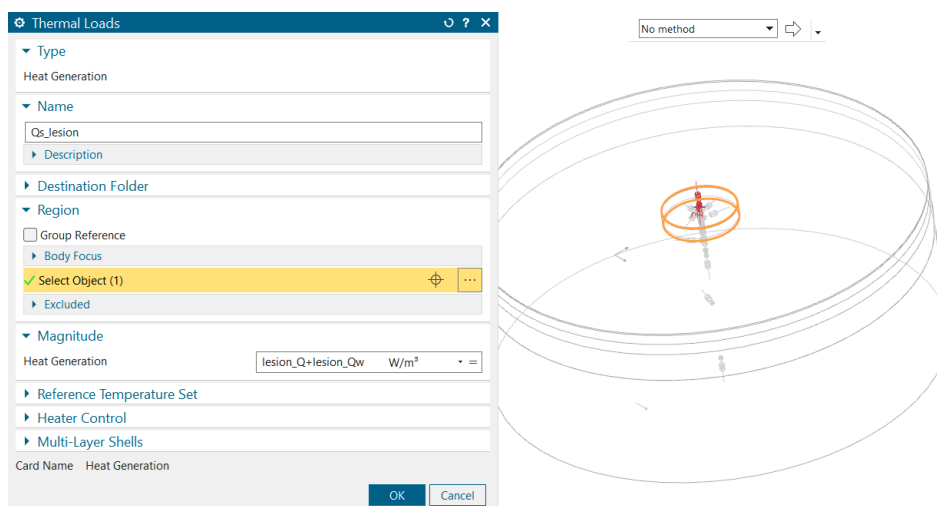 Thermal Loads
Type
Heat Generation
Name
Qs_lesion
Description
Destination Folder
Region
Group Reference
Body Focus
Select Object (1)
Excluded
Magnitude
Heat Generation lesion_Q+lesion_Qw W/m³
Reference Temperature Set
Heater Control
Multi-Layer Shells
Card Name Heat Generation
OK Cancel
No method